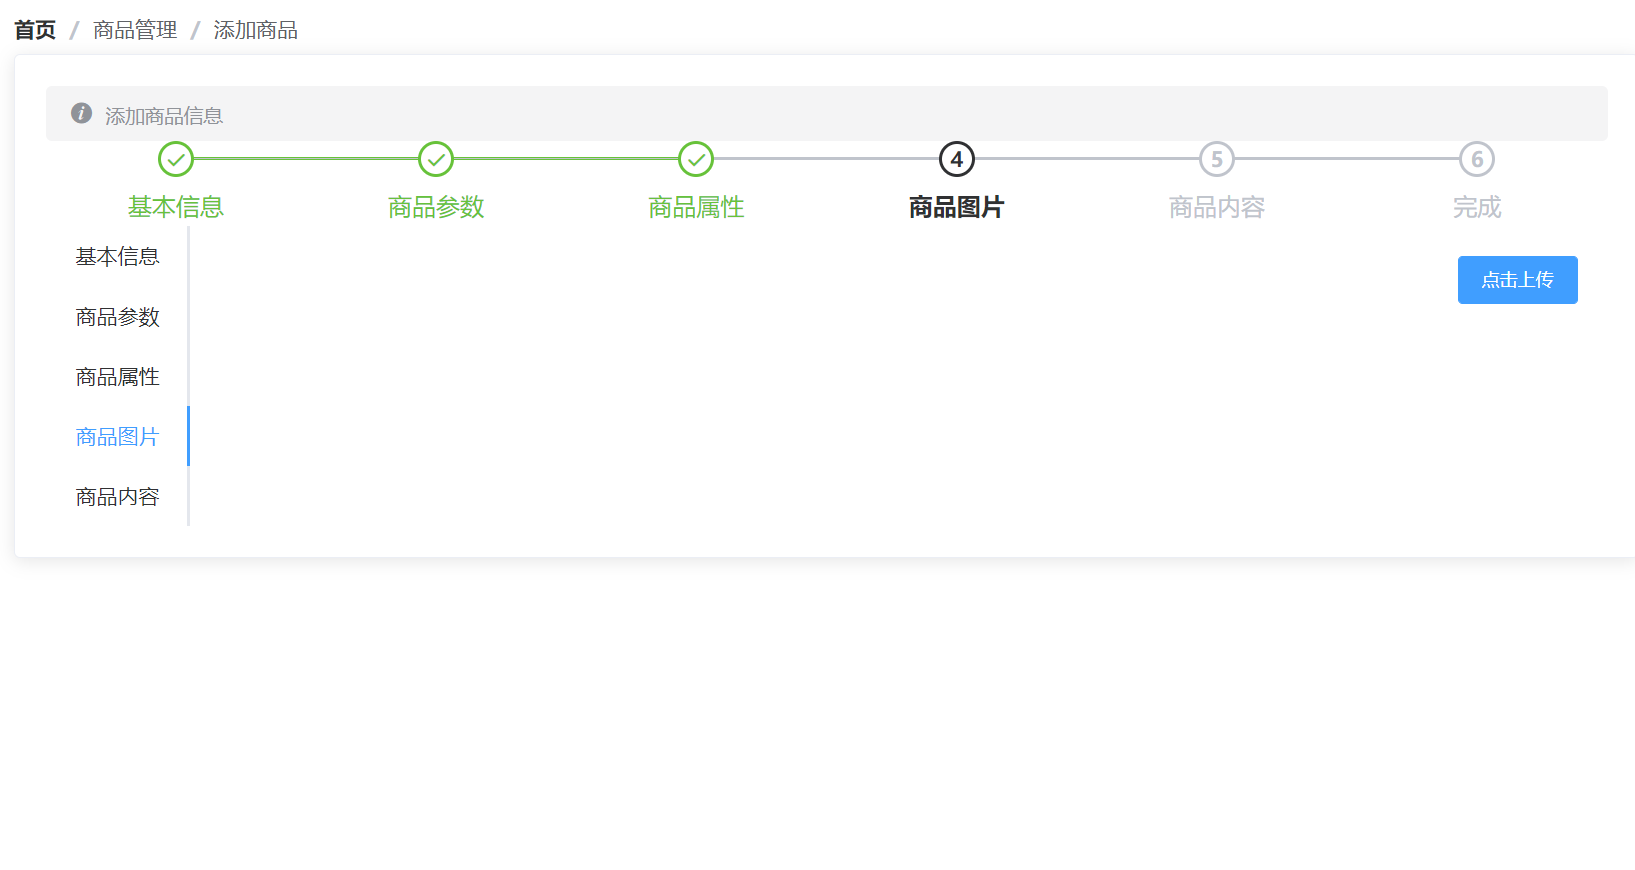 首页 / 商品管理 / 添加商品
添加商品信息
4 5 6
基本信息 商品参数 商品属性 商品图片 商品内容 完成
基本信息
点击上传
商品参数
商品属性
商品图片
商品内容